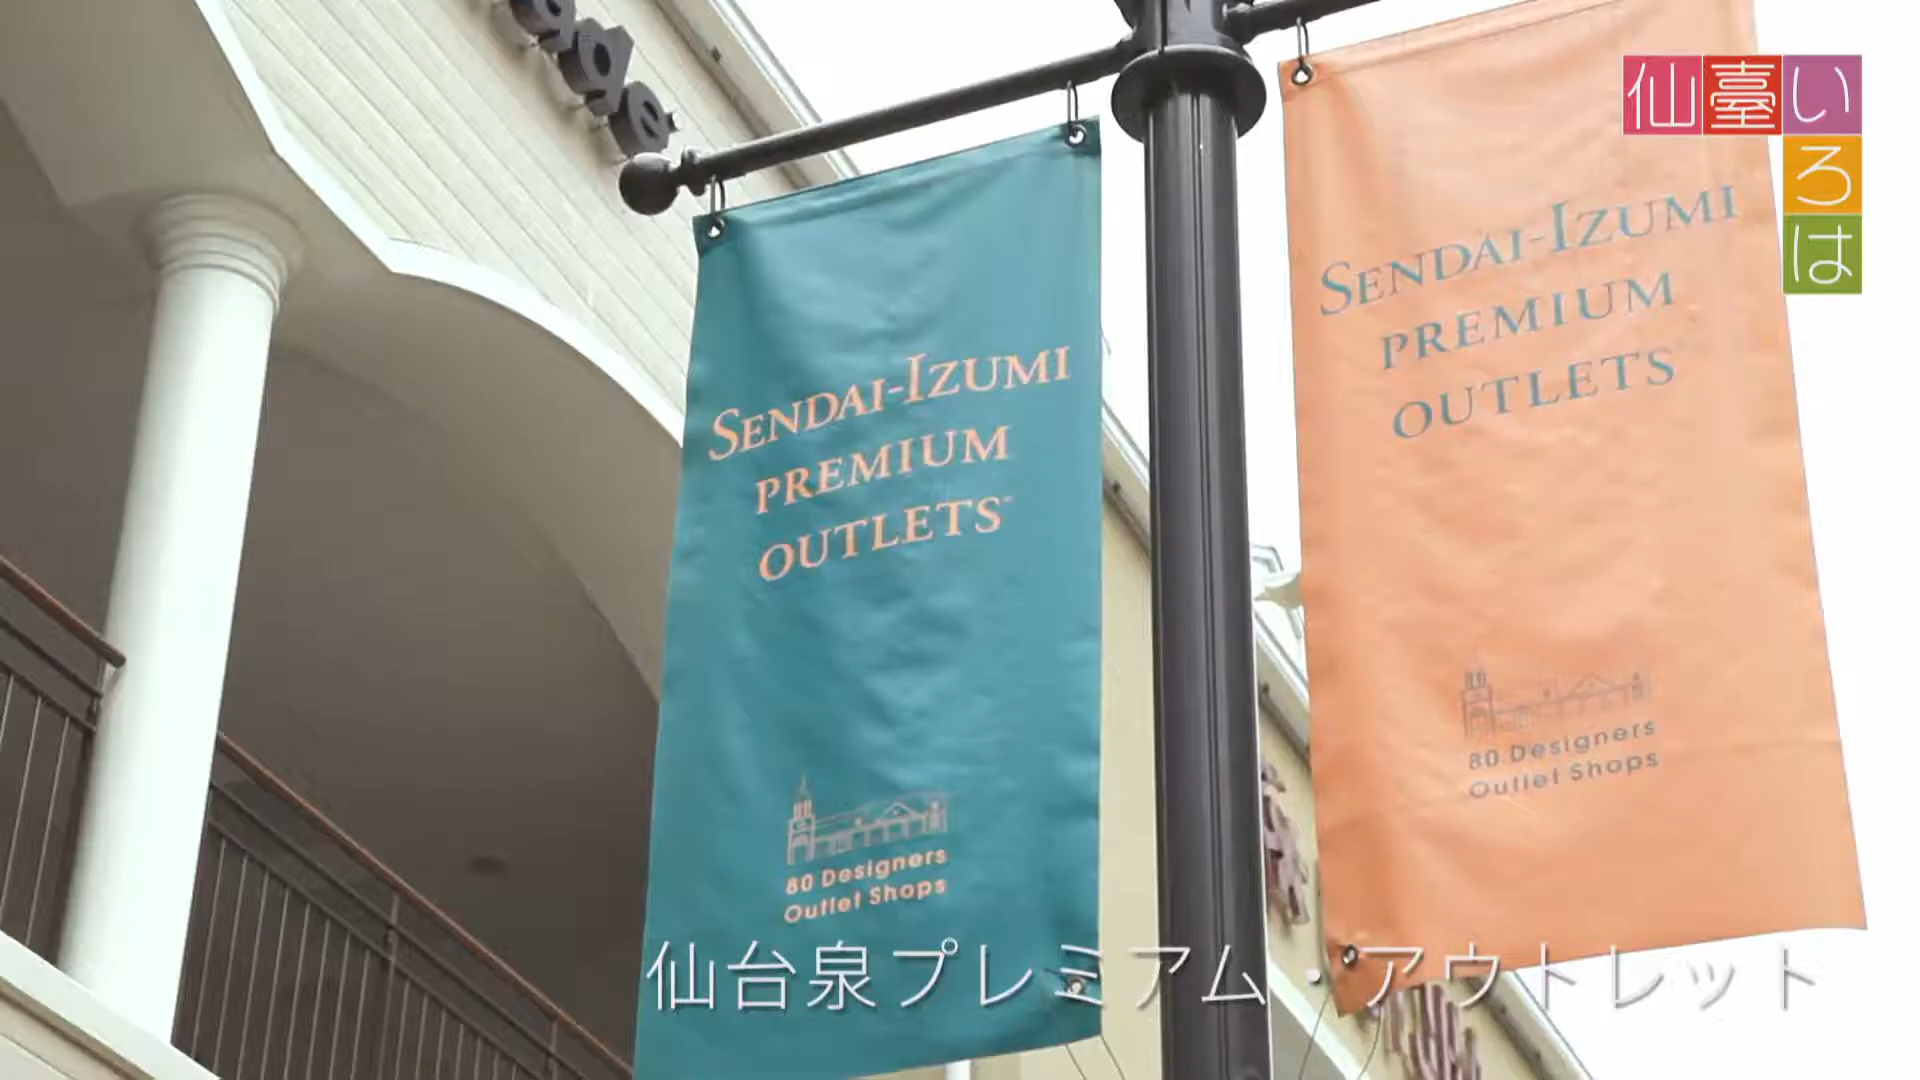 仙臺い
ろ
は
SENDAI-IZUMI
PREMIUM
OUTLETS
80 Designers
Outlet Shops
SENDAI-IZUMI
PREMIUM
OUTLETS
80 Designers
Outlet Shops
仙台泉プレミアム・アウトレット